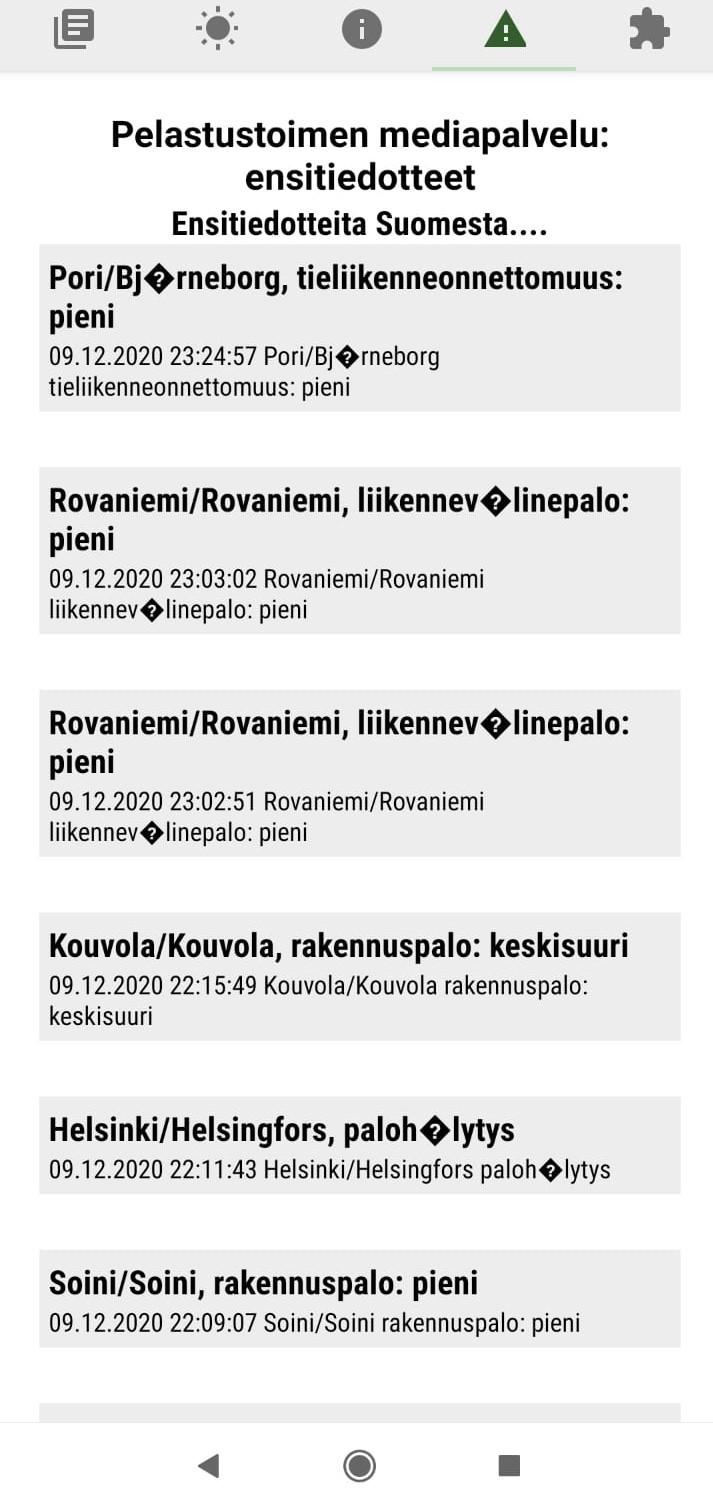 Pelastustoimen mediapalvelu:
ensitiedotteet
Ensitiedotteita Suomesta....
Pori/Bj�rneborg, tieliikenneonnettomuus:
pieni
09.12.2020 23:24:57 Pori/Bj�rneborg
tieliikenneonnettomuus: pieni
Rovaniemi/Rovaniemi, liikennev�linepalo:
pieni
09.12.2020 23:03:02 Rovaniemi/Rovaniemi
liikennev�linepalo: pieni
Rovaniemi/Rovaniemi, liikennev�linepalo:
pieni
09.12.2020 23:02:51 Rovaniemi/Rovaniemi
liikennev�linepalo: pieni
Kouvola/Kouvola, rakennuspalo: keskisuuri
09.12.2020 22:15:49 Kouvola/Kouvola rakennuspalo:
keskisuuri
Helsinki/Helsingfors, paloh�lytys
09.12.2020 22:11:43 Helsinki/Helsingfors paloh�lytys
Soini/Soini, rakennuspalo: pieni
09.12.2020 22:09:07 Soini/Soini rakennuspalo: pieni